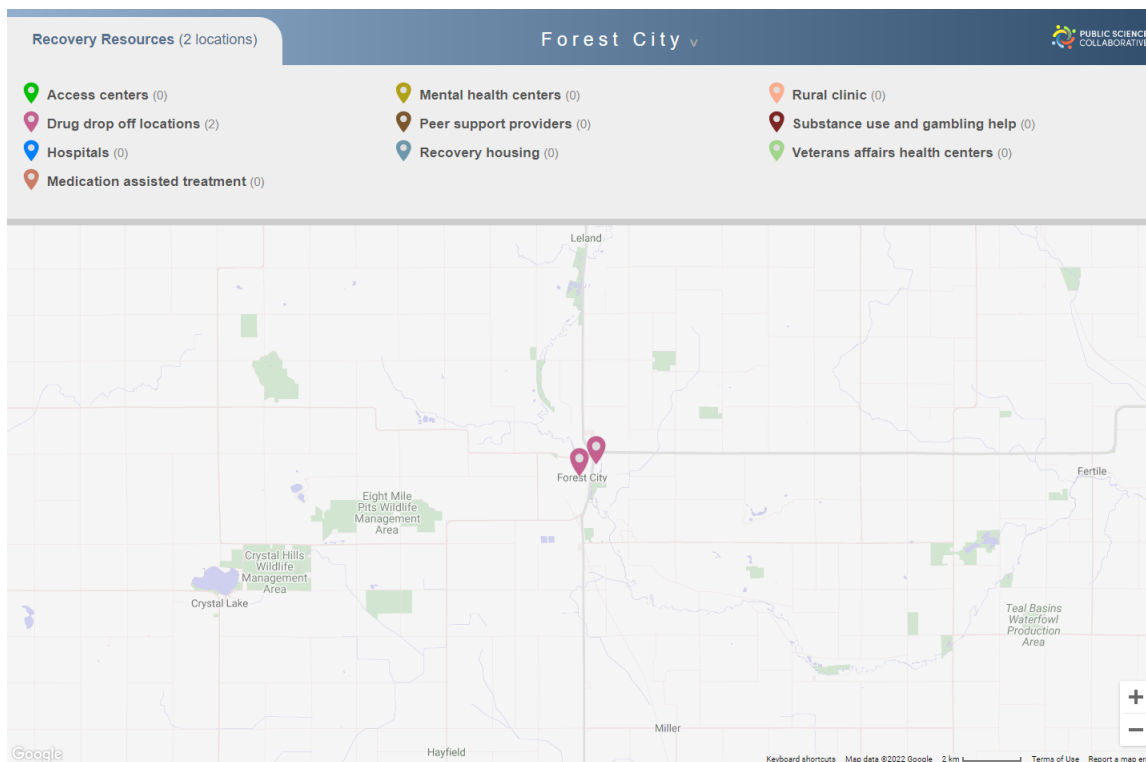 Recovery Resources (2 locations)
Forest City v
PUBLIC SCIENCE
COLLABORATIVE
Access centers (0)
Drug drop off locations (2)
Hospitals (0)
Medication assisted treatment (0)
Mental health centers (0)
Peer support providers (0)
Recovery housing (0)
Rural clinic (0)
Substance use and gambling help (0)
Veterans affairs health centers (0)
Leland
Forest City
Fertile
Eight Mile
Pits Wildlife
Management
Area
Crystal Hills
Wildlife
Management
Area
Crystal Lake
Teal Basins
Waterfowl
Production
Area
Miller
Hayfield
Google
Keyboard shortcuts Map data ©2022 Google 2 km Terms of Use Report a map er